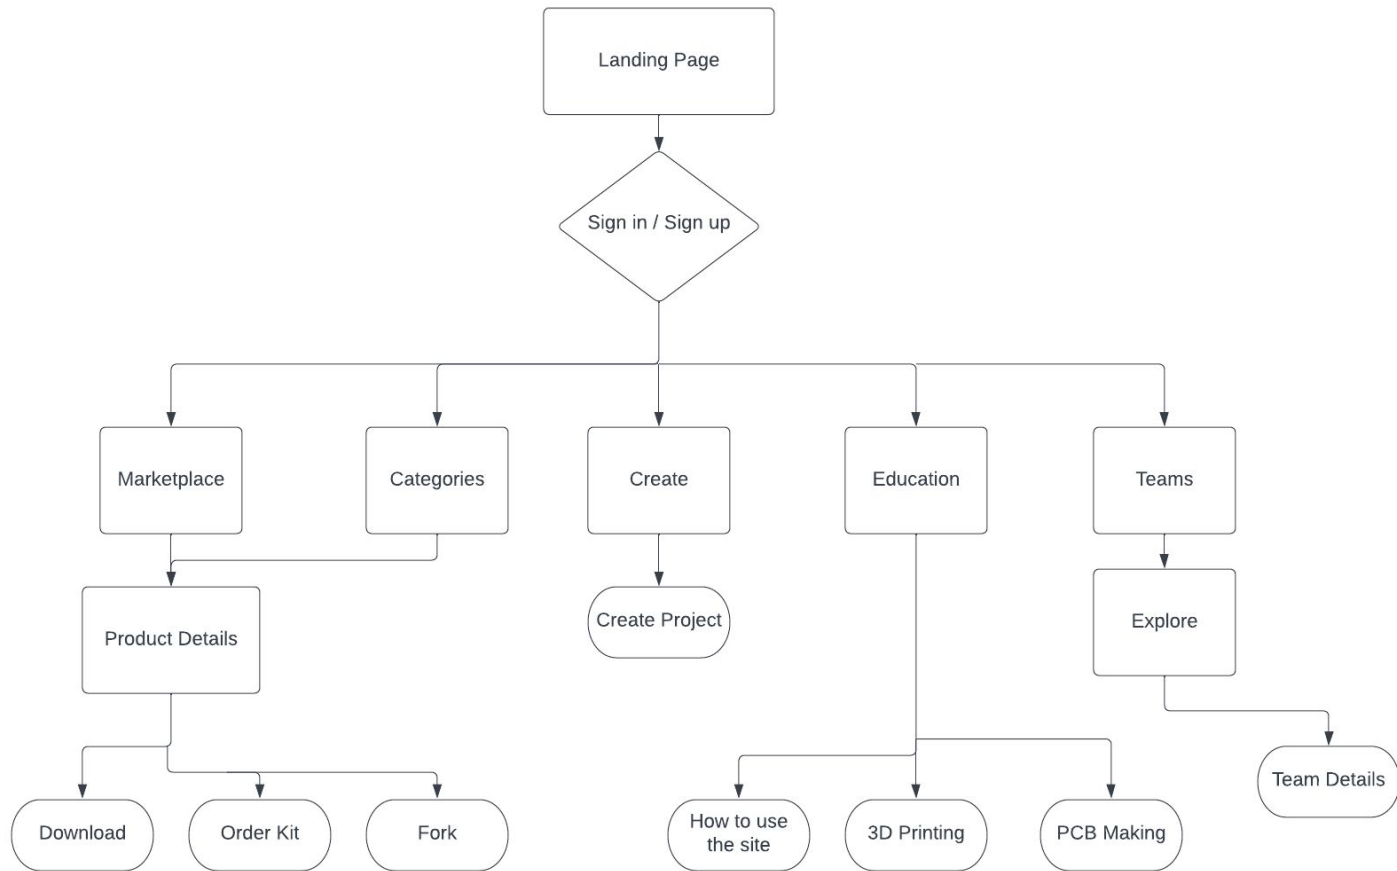 Landing Page
Sign in / Sign up
Marketplace
Categories
Create
Education
Teams
Product Details
Create Project
Explore
Download
Order Kit
Fork
How to use
the site
3D Printing
PCB Making
Team Details